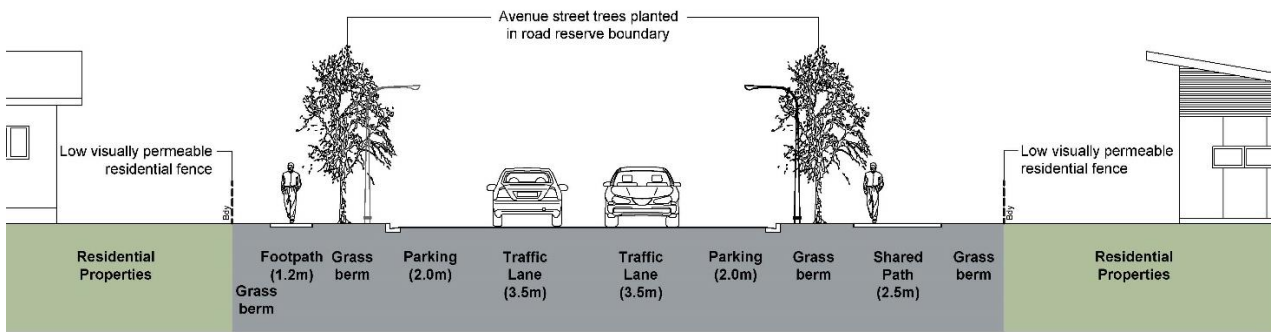 Avenue street trees planted
in road reserve boundary
Low visually permeable
residential fence
Low visually permeable
residential fence
Bdy
Bdy
Residential
Properties
Footpath
(1.2m)
Grass
berm
Grass
berm
Parking
(2.0m)
Traffic
Lane
(3.5m)
Traffic
Lane
(3.5m)
Parking
(2.0m)
Grass
berm
Shared
Path
(2.5m)
Grass
berm
Residential
Properties